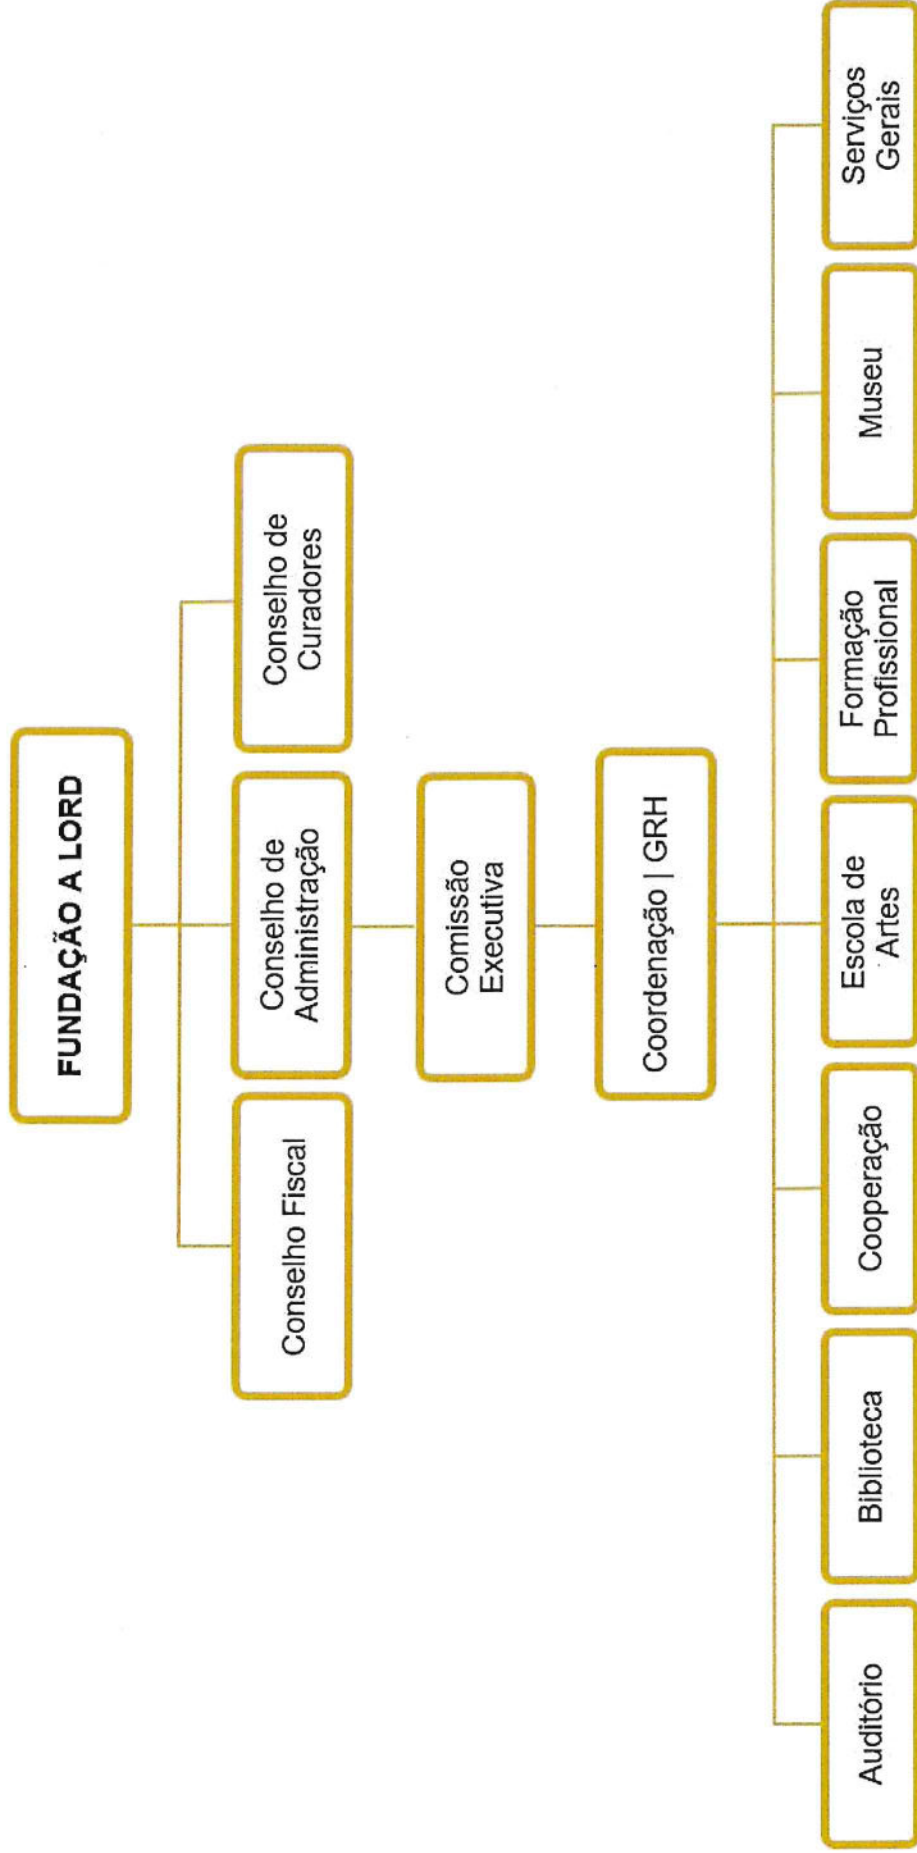 FUNDAÇÃO A LORD
Conselho Fiscal
Conselho de
Administração
Conselho de
Curadores
Comissão
Executiva
Coordenação | GRH
Auditório
Biblioteca
Cooperação
Escola de
Artes
Formação
Profissional
Museu
Serviços
Gerais